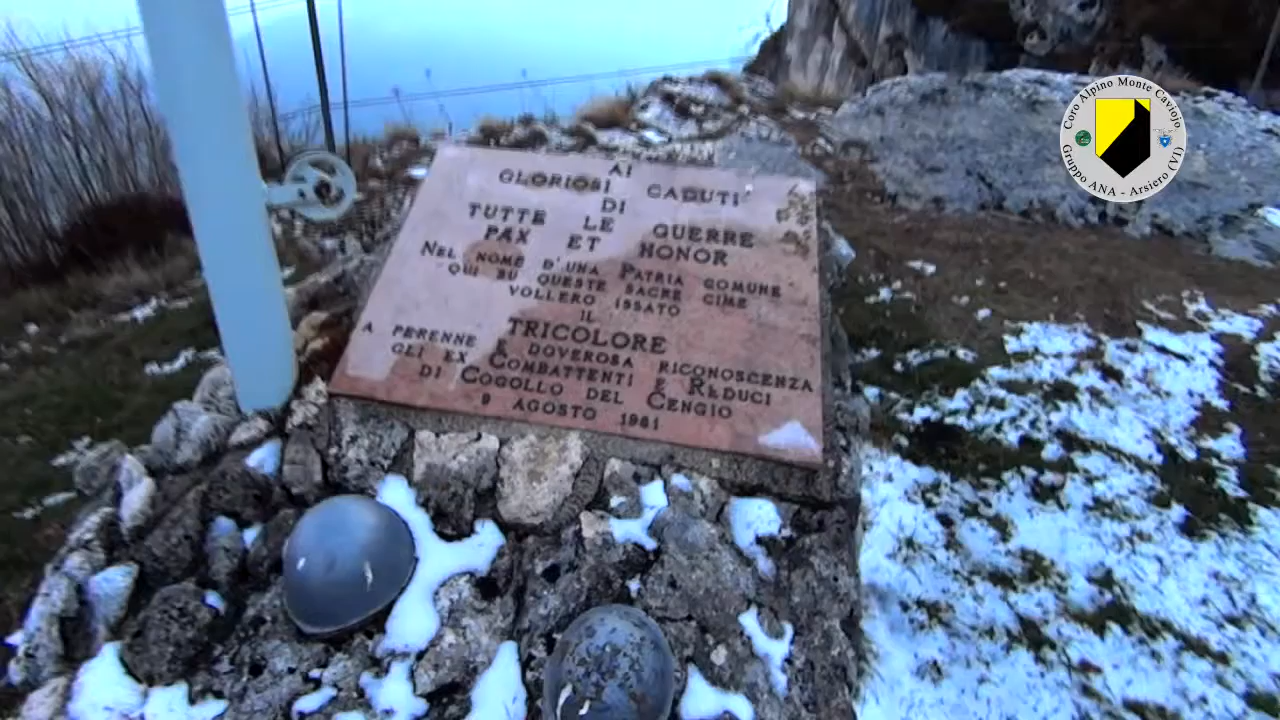 AI
GLORIOSI CADUTI
DI
TUTTE LE GUERRE
PAX ET HONOR
NEL NOME D'UNA PATRIA COMUNE
QUI SU QUESTE SACRE CIME
VOLLERO ISSATO
IL
TRICOLORE
A PERENNE E DOVEROSA RICONOSCENZA
GLI EX COMBATTENTI E REDUCI
DI COGOLLO DEL CENGIO
9 AGOSTO 1981
Coro Alpino Monte Caviojo
Gruppo ANA - Arsiero (VI)